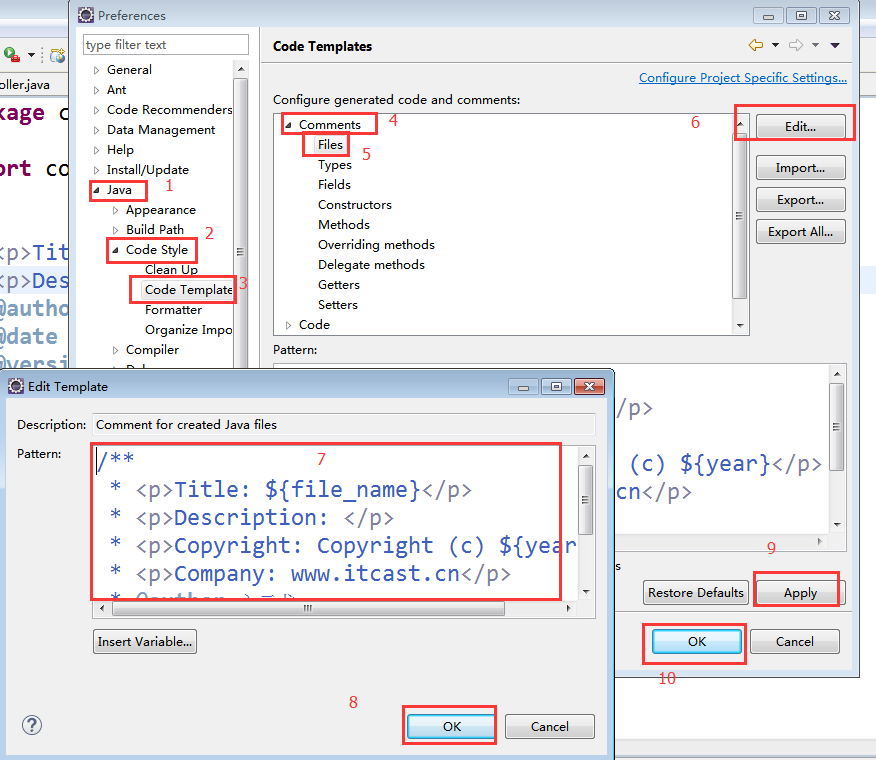 Preferences
type filter text
Code Templates
General
Ant
Code Recommenders
Data Management
Help
Install/Update
Java
1
Appearance
Build Path
2
Code Style
Clean Up
Code Template
3
Formatter
Organize Impo
Compiler
Configure Project Specific Settings...
Configure generated code and comments:
Comments
4
Files
5
Types
Fields
Constructors
Methods
Overriding methods
Delegate methods
Getters
Setters
Code
6
Edit...
Import...
Export...
Export All...
Pattern:
/p>
(c) ${year}</p>
cn</p>
s
9
Restore Defaults
Apply
OK
Cancel
10
oller.java
kage c
ort co
<p>Tit
<p>Des
@autho
@date
@versi
Edit Template
Description:
Comment for created Java files
Pattern:
7
/**
* <p>Title: ${file_name}</p>
* <p>Description: </p>
* <p>Copyright: Copyright (c) ${year
* <p>Company: www.itcast.cn</p>
Insert Variable...
8
OK
Cancel